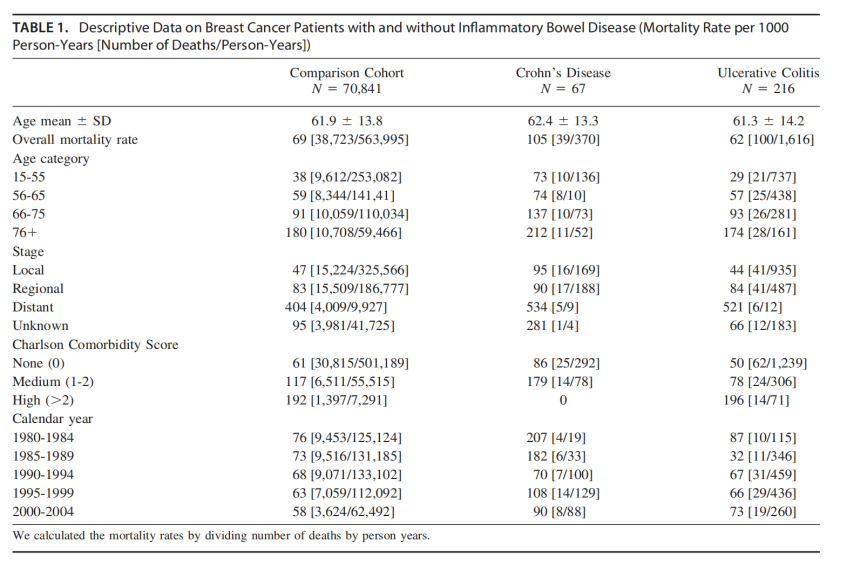 TABLE 1. Descriptive Data on Breast Cancer Patients with and without Inflammatory Bowel Disease (Mortality Rate per 1000
Person-Years [Number of Deaths/Person-Years])
Comparison Cohort Crohn's Disease Ulcerative Colitis
N = 70,841 N = 67 N = 216
Age mean ± SD 61.9 ± 13.8 62.4 ± 13.3 61.3 ± 14.2
Overall mortality rate 69 [38,723/563,995] 105 [39/370] 62 [100/1,616]
Age category
15-55 38 [9,612/253,082] 73 [10/136] 29 [21/737]
56-65 59 [8,344/141,41] 74 [8/10] 57 [25/438]
66-75 91 [10,059/110,034] 137 [10/73] 93 [26/281]
76+ 180 [10,708/59,466] 212 [11/52] 174 [28/161]
Stage
Local 47 [15,224/325,566] 95 [16/169] 44 [41/935]
Regional 83 [15,509/186,777] 90 [17/188] 84 [41/487]
Distant 404 [4,009/9,927] 534 [5/9] 521 [6/12]
Unknown 95 [3,981/41,725] 281 [1/4] 66 [12/183]
Charlson Comorbidity Score
None (0) 61 [30,815/501,189] 86 [25/292] 50 [62/1,239]
Medium (1-2) 117 [6,511/55,515] 179 [14/78] 78 [24/306]
High (>2) 192 [1,397/7,291] 0 196 [14/71]
Calendar year
1980-1984 76 [9,453/125,124] 207 [4/19] 87 [10/115]
1985-1989 73 [9,516/131,185] 182 [6/33] 32 [11/346]
1990-1994 68 [9,071/133,102] 70 [7/100] 67 [31/459]
1995-1999 63 [7,059/112,092] 108 [14/129] 66 [29/436]
2000-2004 58 [3,624/62,492] 90 [8/88] 73 [19/260]
We calculated the mortality rates by dividing number of deaths by person years.